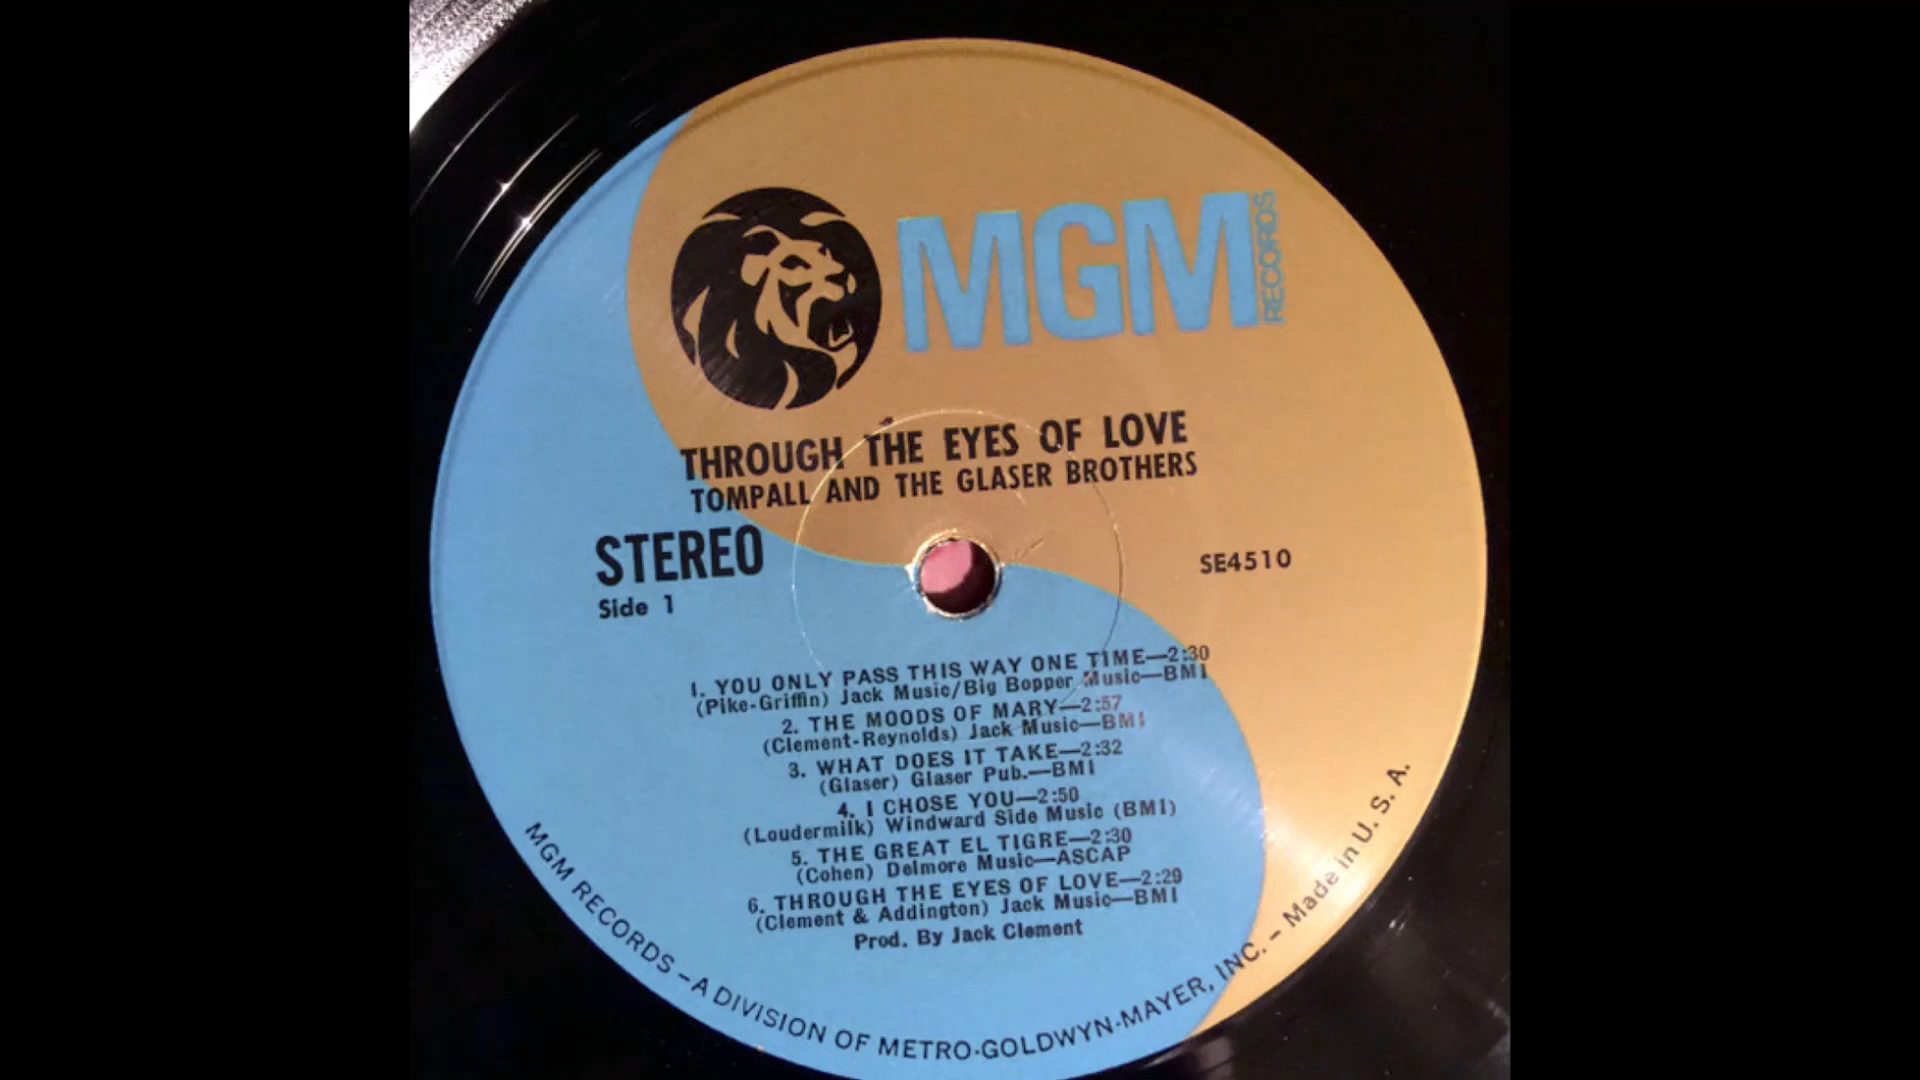 MGM RECORDS
THROUGH THE EYES OF LOVE
TOMPALL AND THE GLASER BROTHERS
STEREO
Side 1
SE4510
1. YOU ONLY PASS THIS WAY ONE TIME—2:30
(Pike-Griffin) Jack Music/Big Bopper Music—BMI
2. THE MOODS OF MARY—2:57
(Clement-Reynolds) Jack Music—BMI
3. WHAT DOES IT TAKE—2:32
(Glaser) Glaser Pub.—BMI
4. I CHOSE YOU—2:50
(Loudermilk) Windward Side Music (BMI)
5. THE GREAT EL TIGRE—2:30
(Cohen) Delmore Music—ASCAP
6. THROUGH THE EYES OF LOVE—2:29
(Clement & Addington) Jack Music—BMI
Prod. By Jack Clement
MGM RECORDS – A DIVISION OF METRO-GOLDWYN-MAYER, INC. – Made in U. S. A.